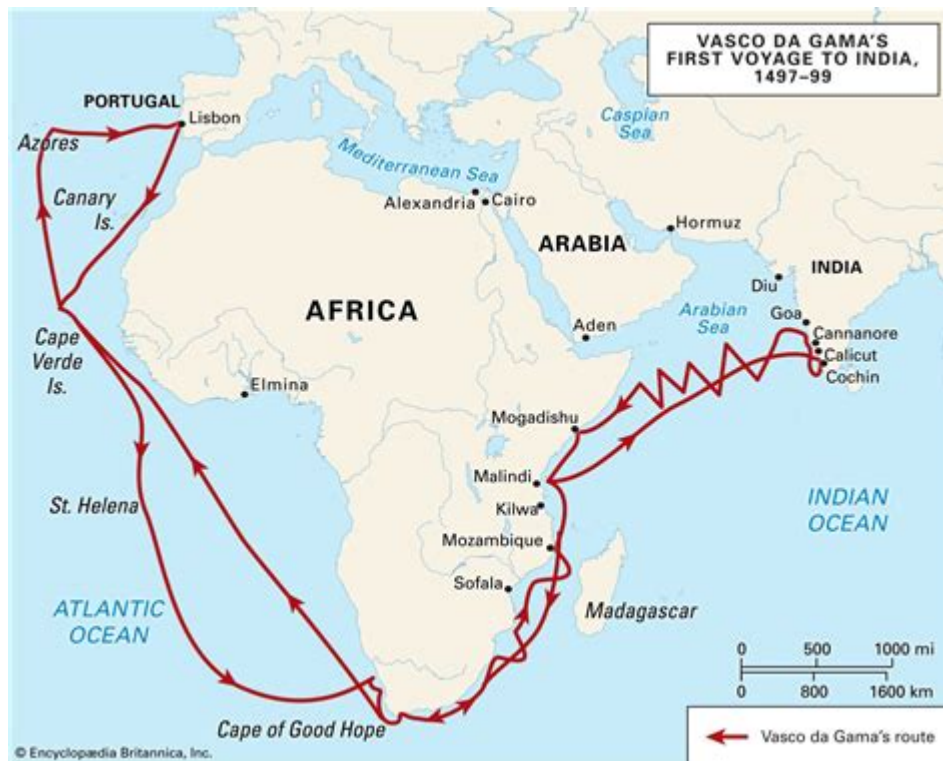 VASCO DA GAMA'S
FIRST VOYAGE TO INDIA,
1497–99
PORTUGAL
Lisbon
Azores
Caspian
Sea
Mediterranean Sea
Canary
Is.
Alexandria
Cairo
Hormuz
ARABIA
INDIA
Diu
AFRICA
Arabian
Sea
Goa
Aden
Cannanore
Calicut
Cochin
Cape
Verde
Is.
Elmina
Mogadishu
Malindi
INDIAN
OCEAN
St. Helena
Kilwa
Mozambique
Sofala
Madagascar
ATLANTIC
OCEAN
0 500 1000 mi
0 800 1600 km
Cape of Good Hope
Vasco da Gama's route
© Encyclopædia Britannica, Inc.